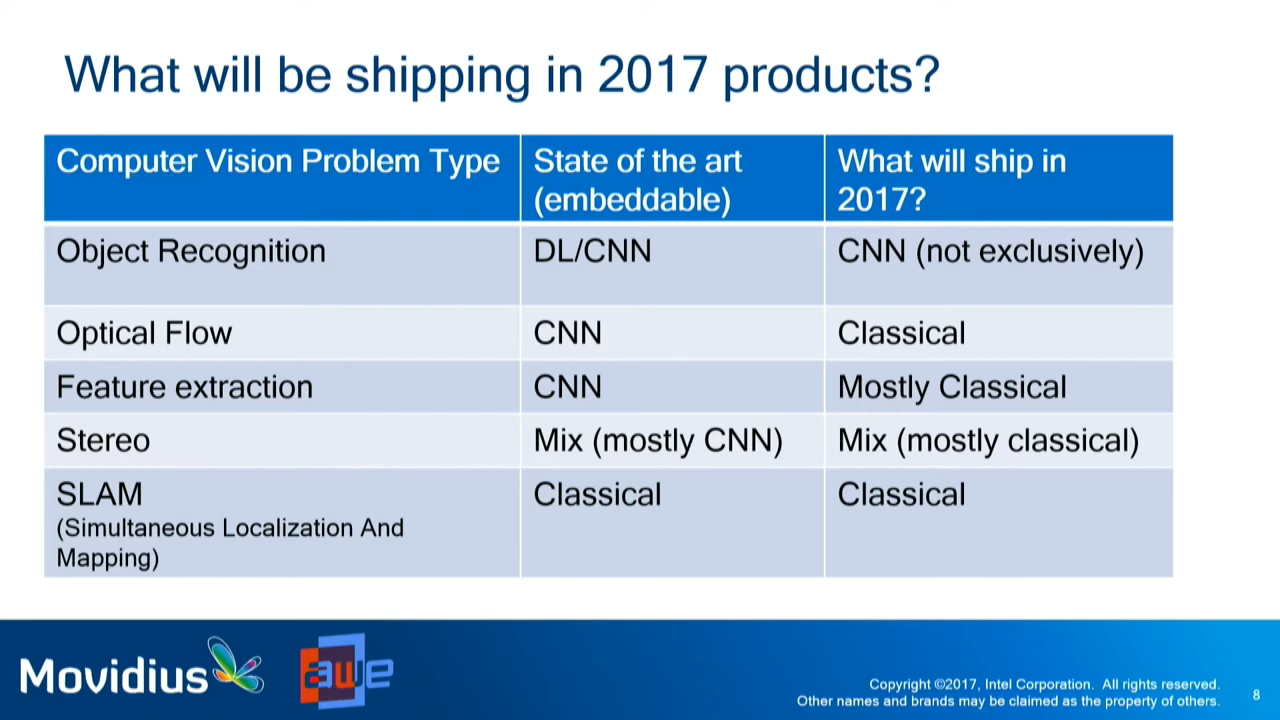 What will be shipping in 2017 products?
Computer Vision Problem Type
State of the art
(embeddable)
What will ship in
2017?
Object Recognition
DL/CNN
CNN (not exclusively)
Optical Flow
CNN
Classical
Feature extraction
CNN
Mostly Classical
Stereo
Mix (mostly CNN)
Mix (mostly classical)
SLAM
(Simultaneous Localization And
Mapping)
Classical
Classical
Movidius
awe
Copyright ©2017, Intel Corporation. All rights reserved.
Other names and brands may be claimed as the property of others.
8